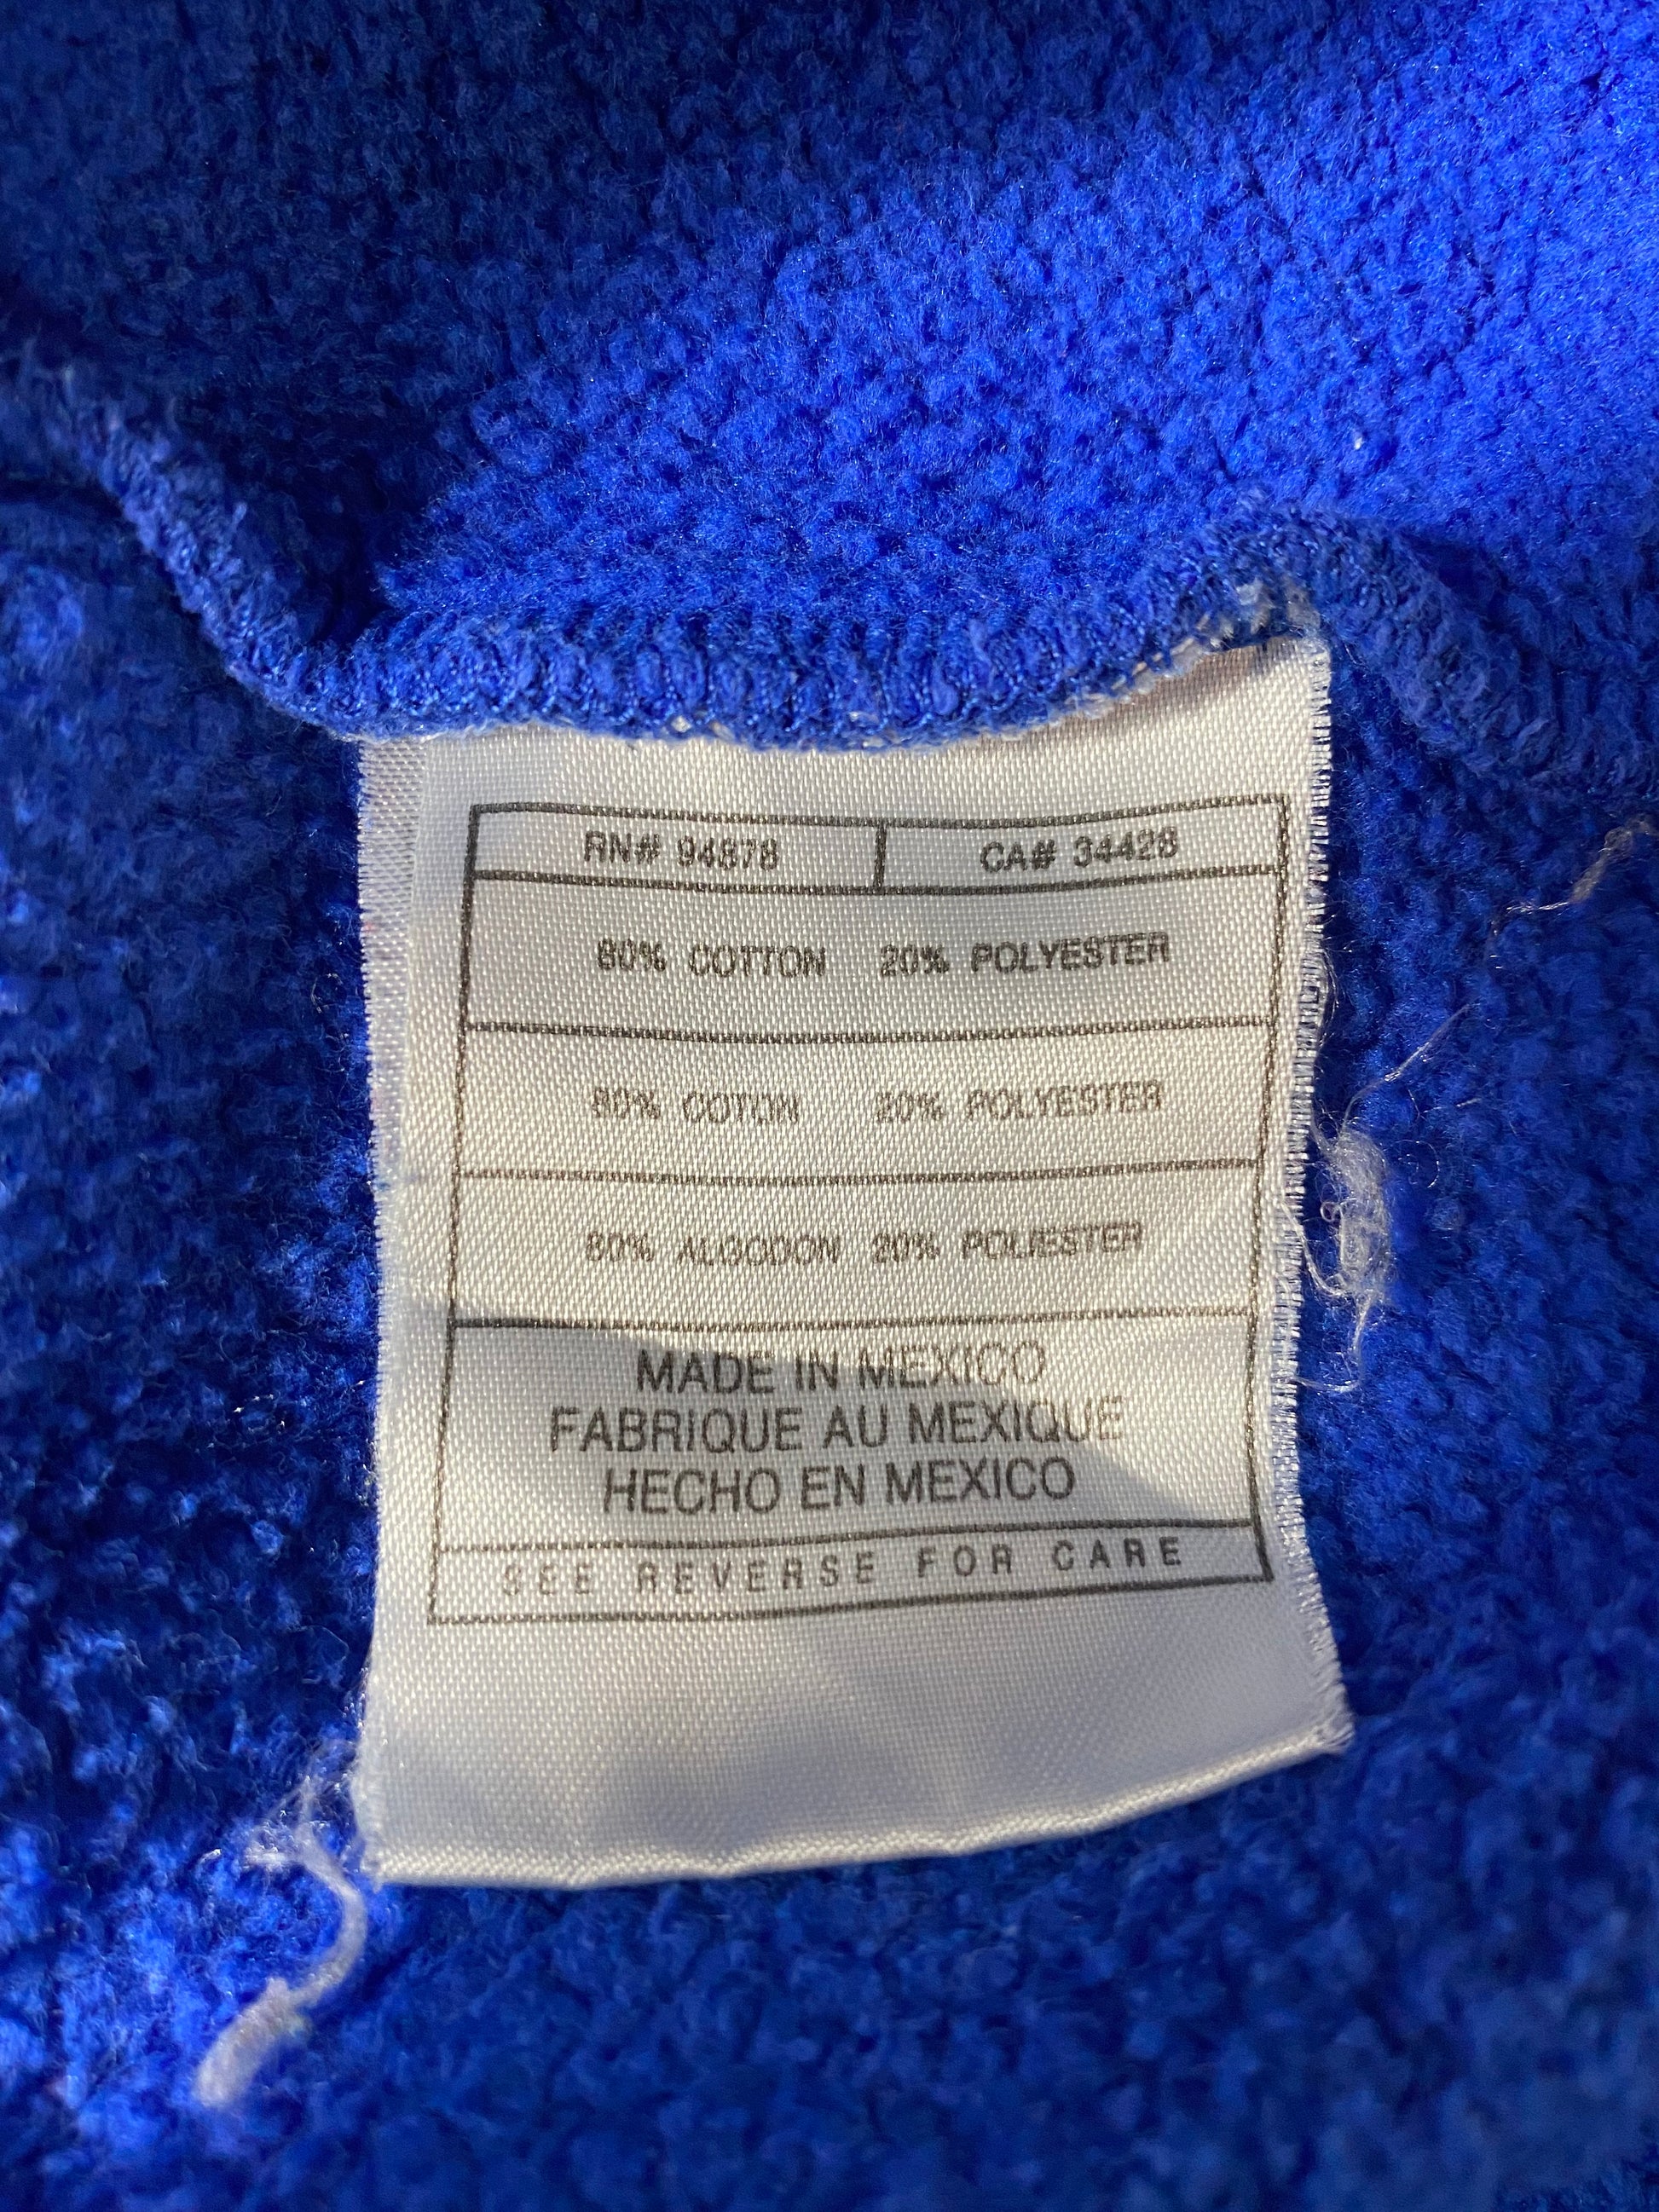 RN# 94878 CA# 34428
80% COTTON 20% POLYESTER
80% COTON 20% POLYESTER
80% ALGODON 20% POLIESTER
MADE IN MEXICO
FABRIQUE AU MEXIQUE
HECHO EN MEXICO
SEE REVERSE FOR CARE